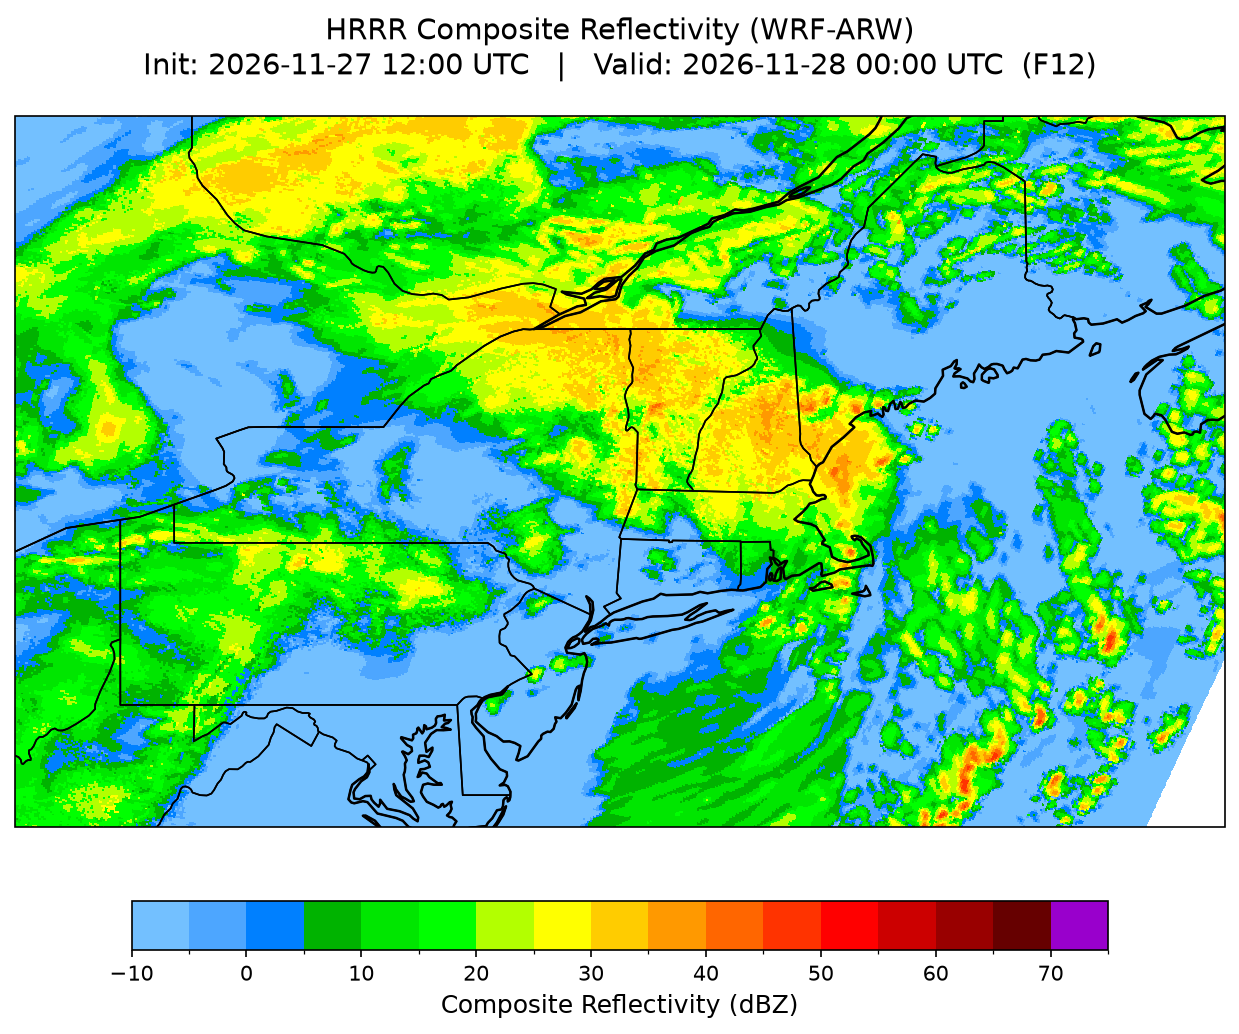 HRRR Composite Reflectivity (WRF-ARW)
Init: 2026-11-27 12:00 UTC | Valid: 2026-11-28 00:00 UTC (F12)
−10 0 10 20 30 40 50 60 70
Composite Reflectivity (dBZ)